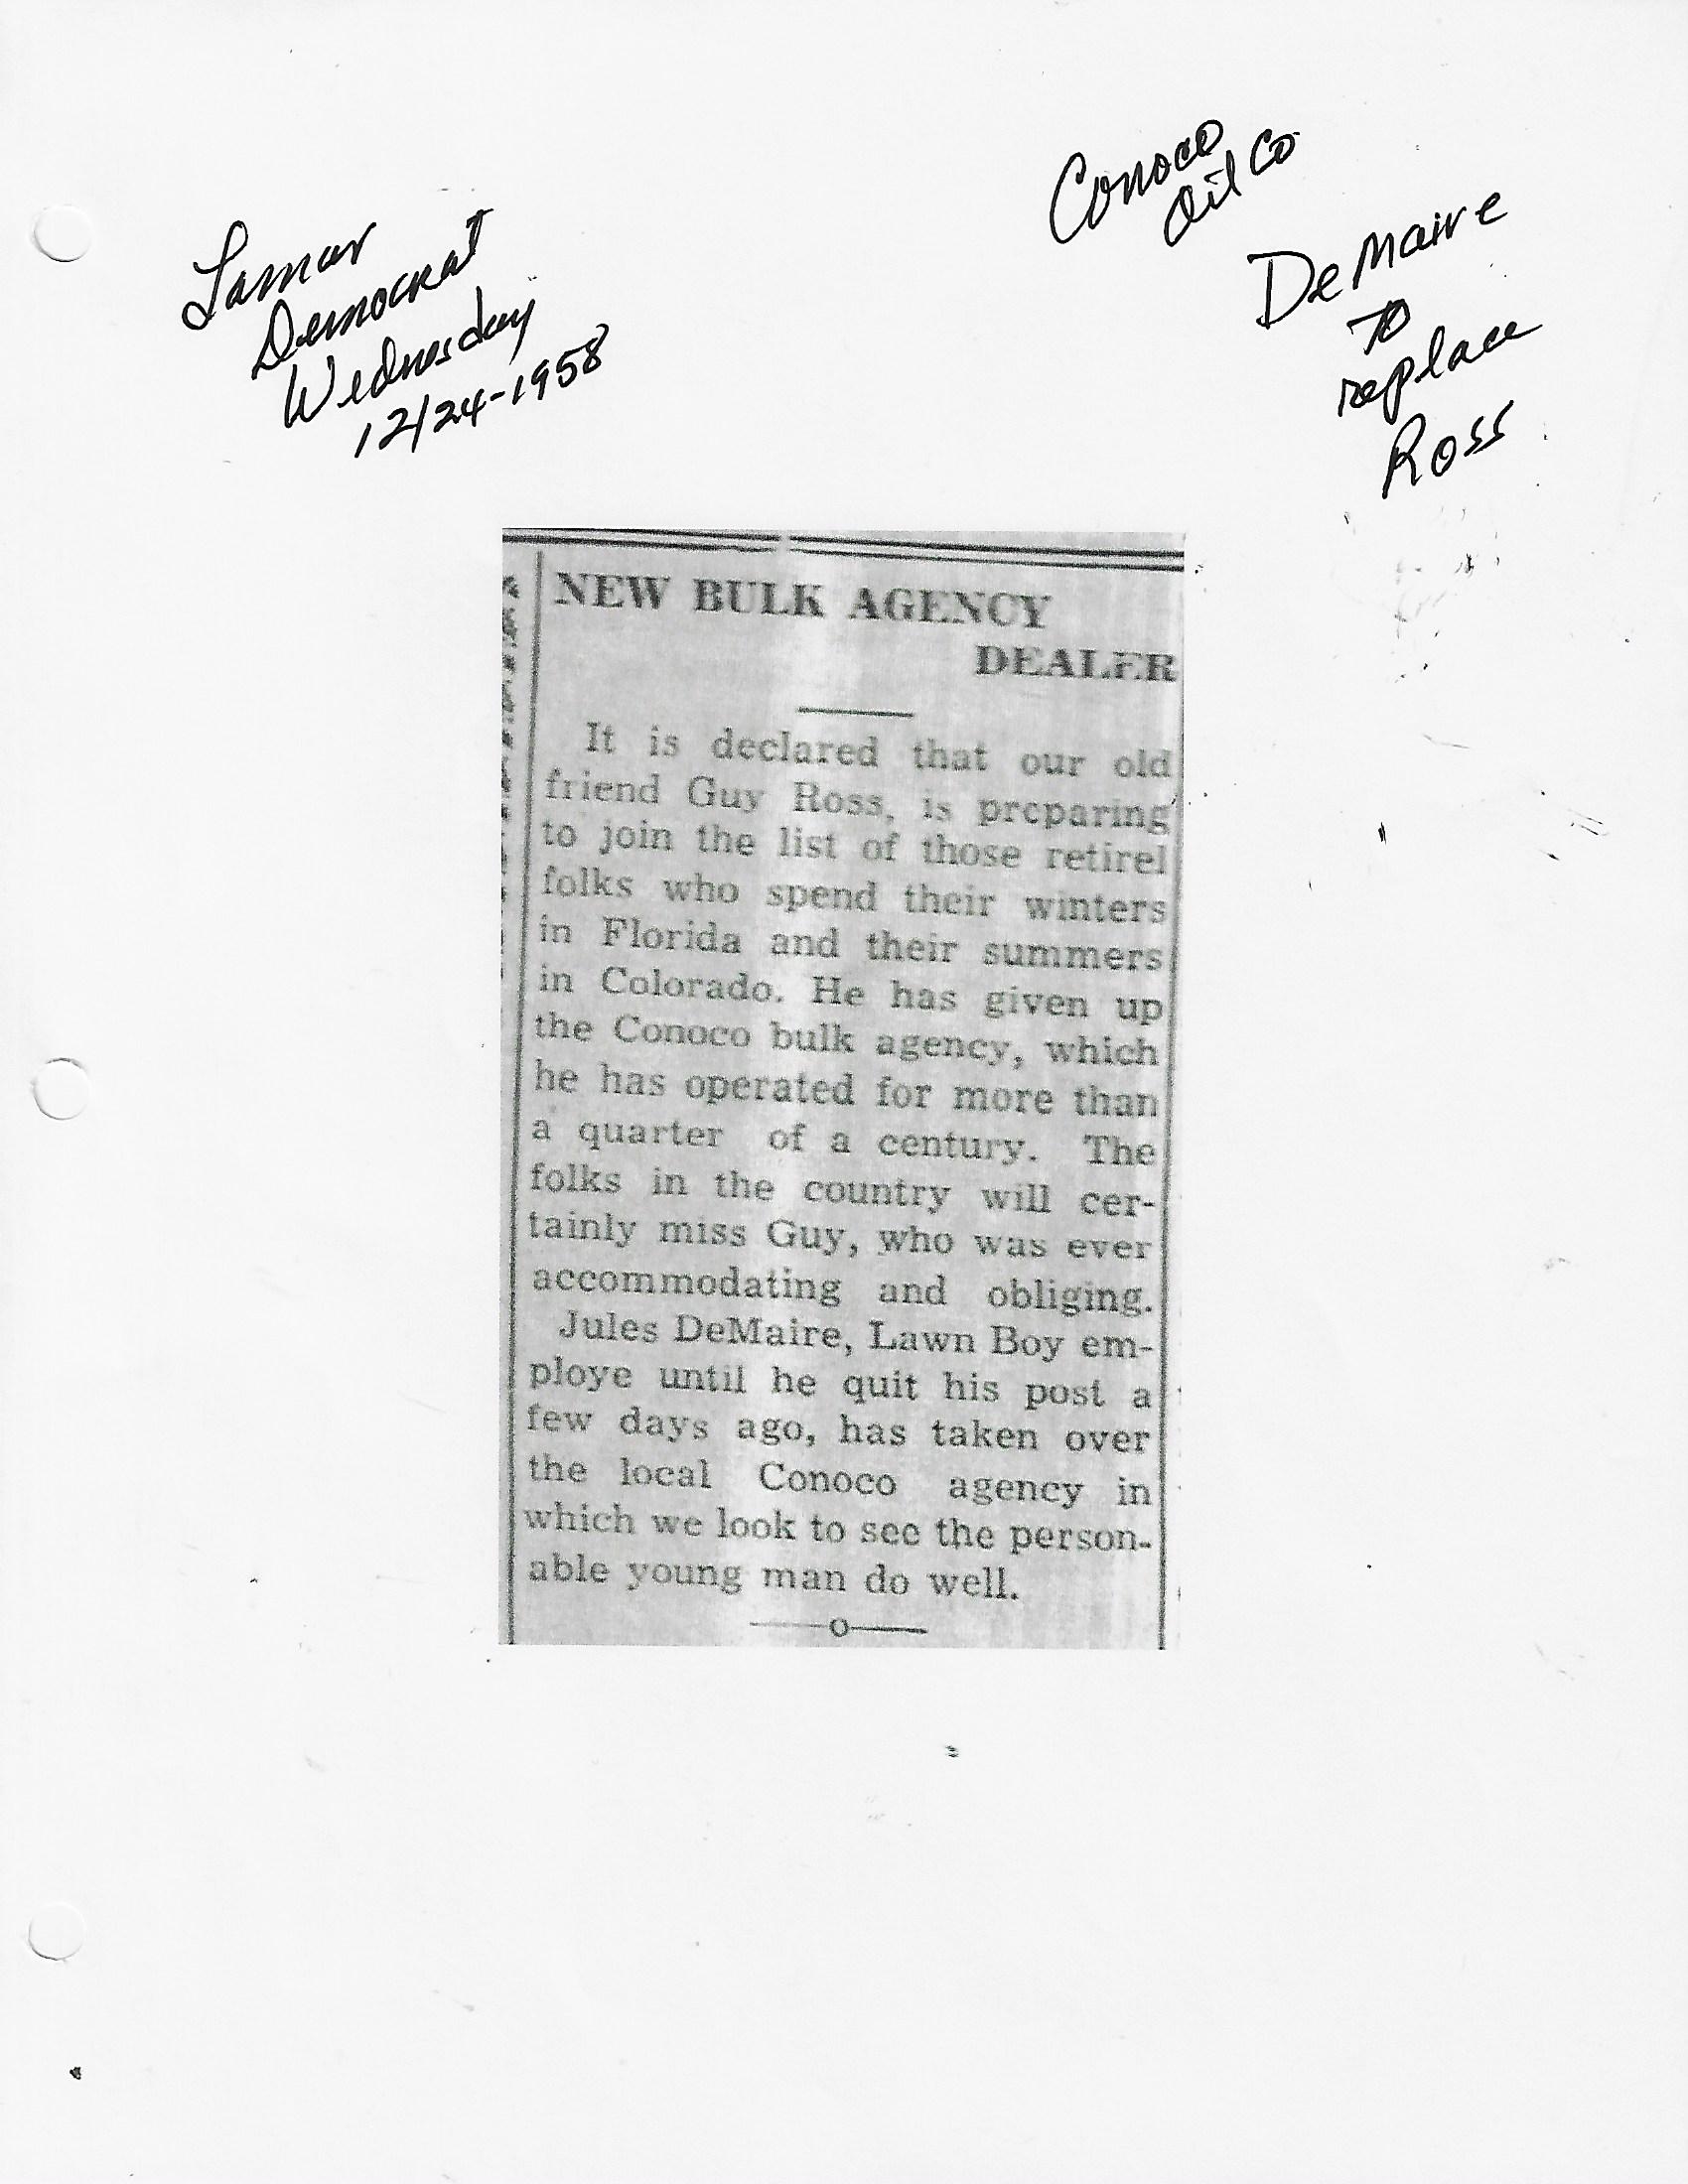 Lamar
Democrat
Wednesday
12/24-1958
Conoco
Oil Co
DeMaire
To
replace
Ross
NEW BULK AGENCY
DEALER
It is declared that our old
friend Guy Ross, is preparing
to join the list of those retirel
folks who spend their winters
in Florida and their summers
in Colorado. He has given up
the Conoco bulk agency, which
he has operated for more than
a quarter of a century. The
folks in the country will cer-
tainly miss Guy, who was ever
accommodating and obliging.
Jules DeMaire, Lawn Boy em-
ploye until he quit his post a
few days ago, has taken over
the local Conoco agency in
which we look to see the person-
able young man do well.